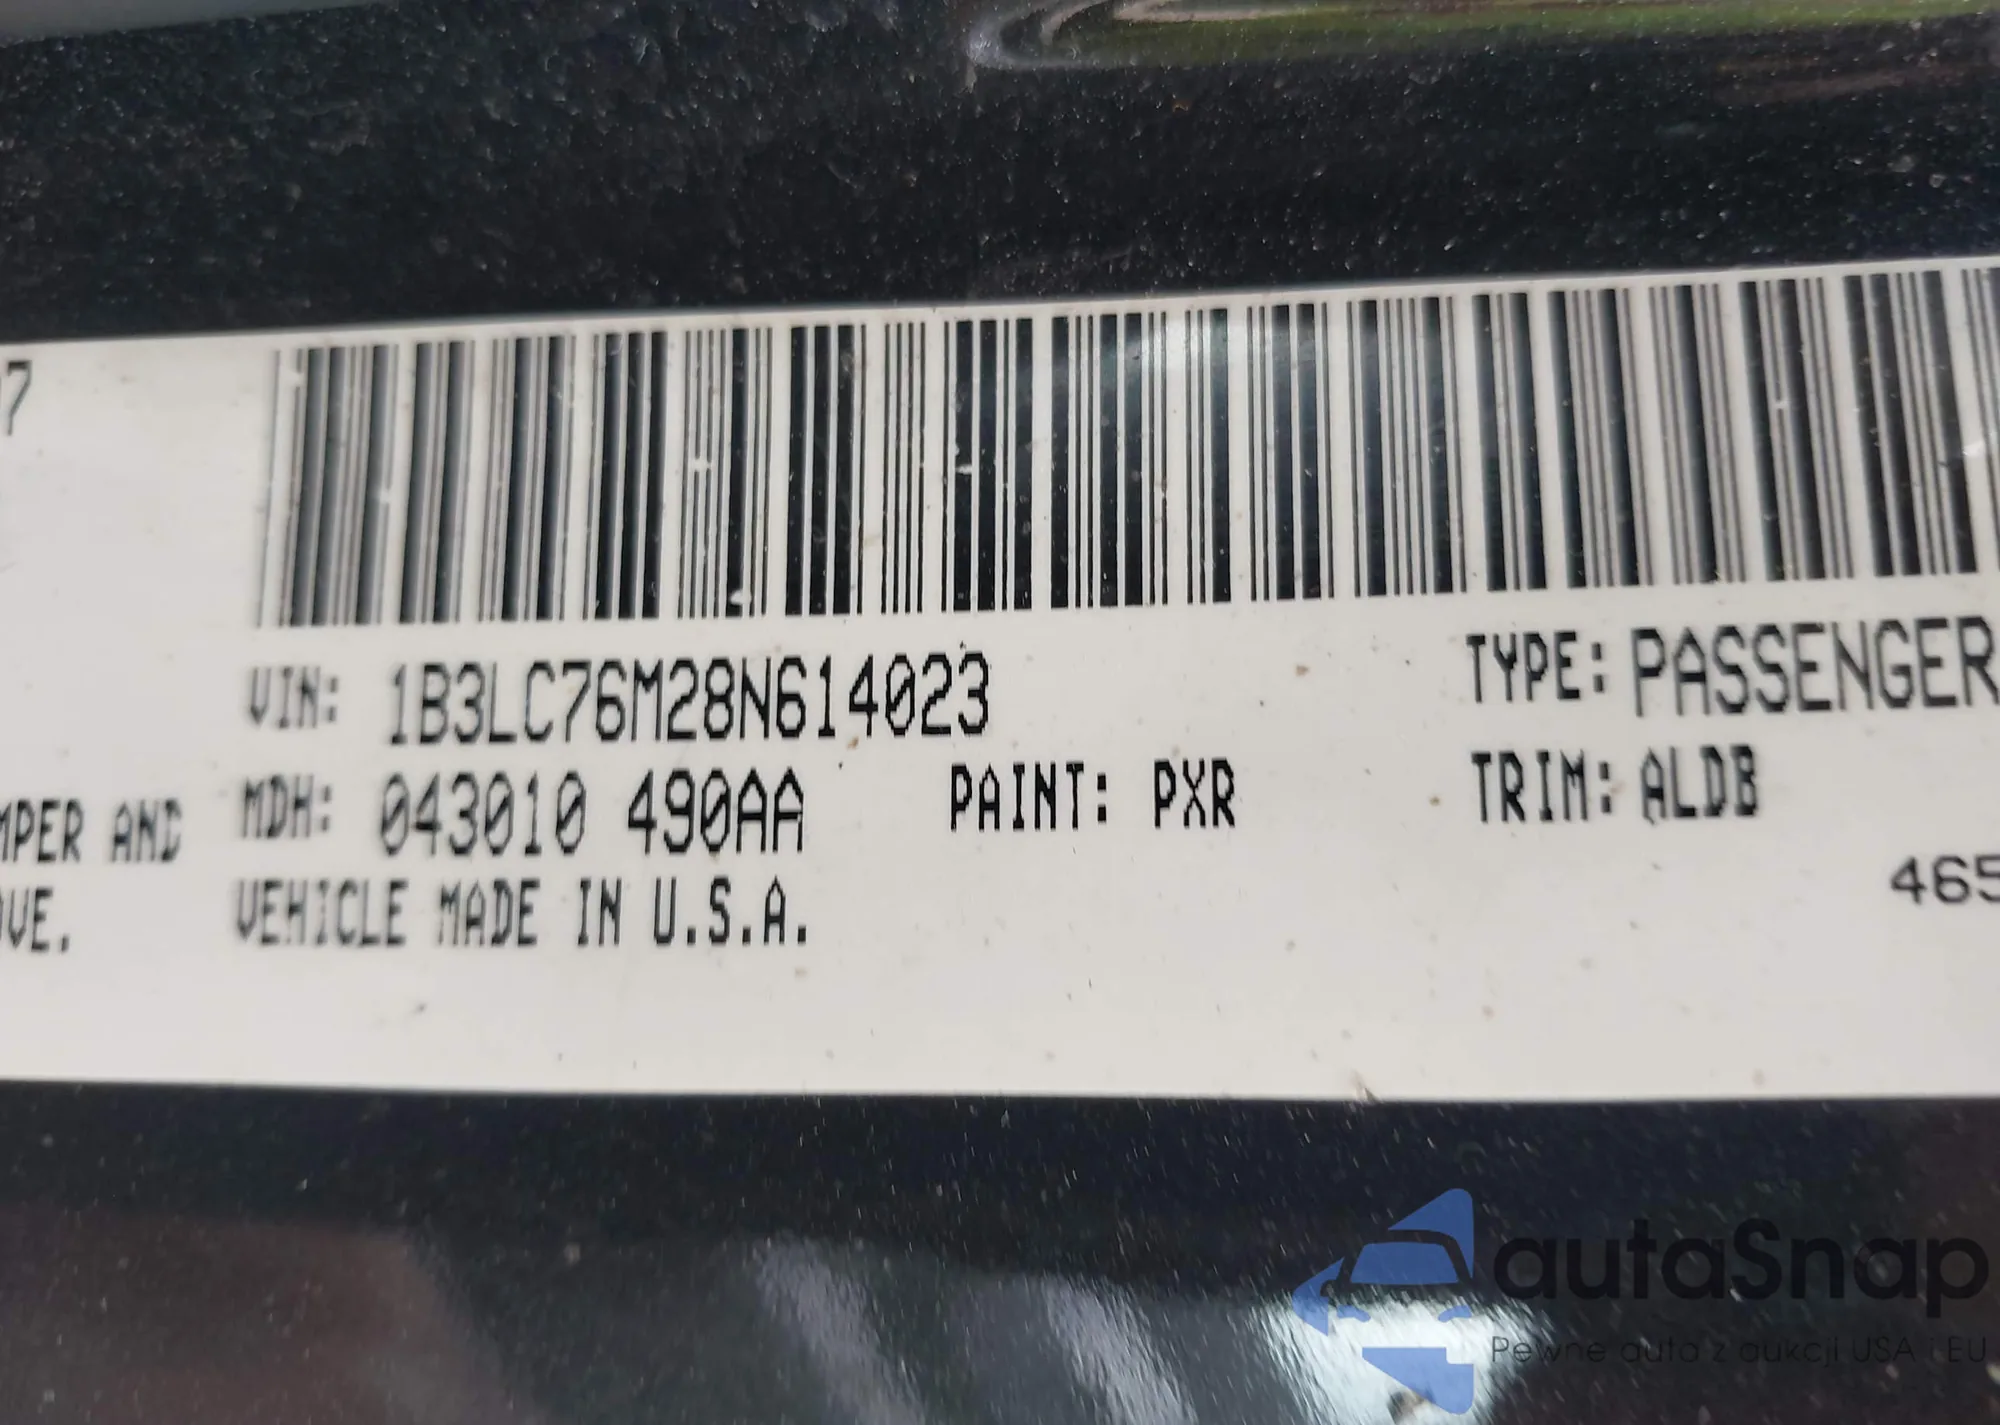 07
VIN: 1B3LC76M28N614023
TYPE: PASSENGER
MPER AND
MDH: 043010 490AA
PAINT: PXR
TRIM: ALDB
OVE.
VEHICLE MADE IN U.S.A.
465
autaSnap
Pewne auta z aukcji USA i EU